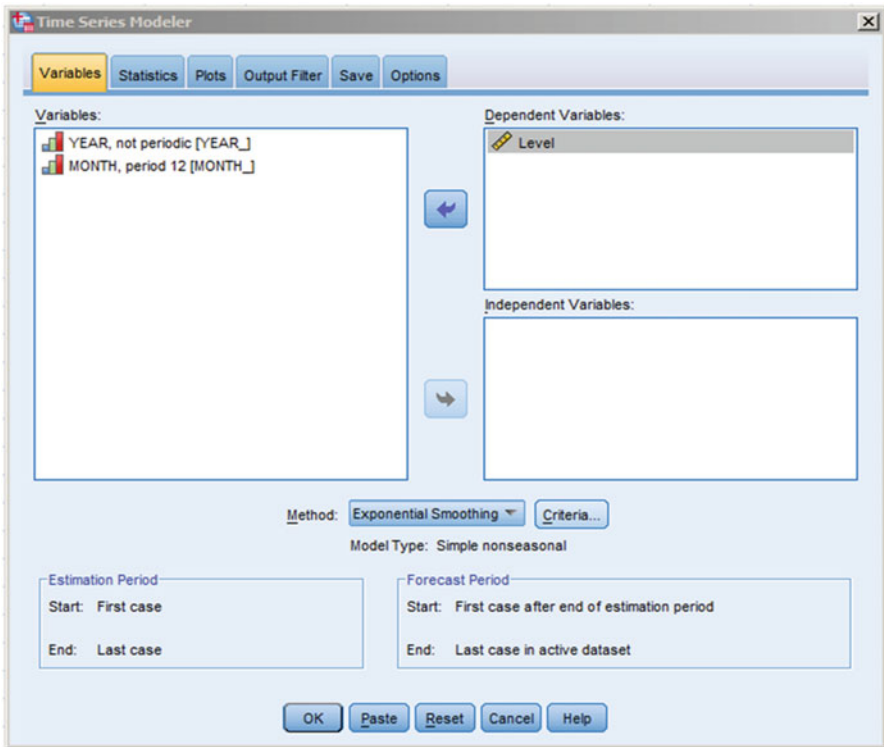 Time Series Modeler
Variables Statistics Plots Output Filter Save Options
Variables:
YEAR, not periodic [YEAR_]
MONTH, period 12 [MONTH_]
Dependent Variables:
Level
Independent Variables:
Method: Exponential Smoothing Criteria...
Model Type: Simple nonseasonal
Estimation Period
Start: First case
End: Last case
Forecast Period
Start: First case after end of estimation period
End: Last case in active dataset
OK Paste Reset Cancel Help